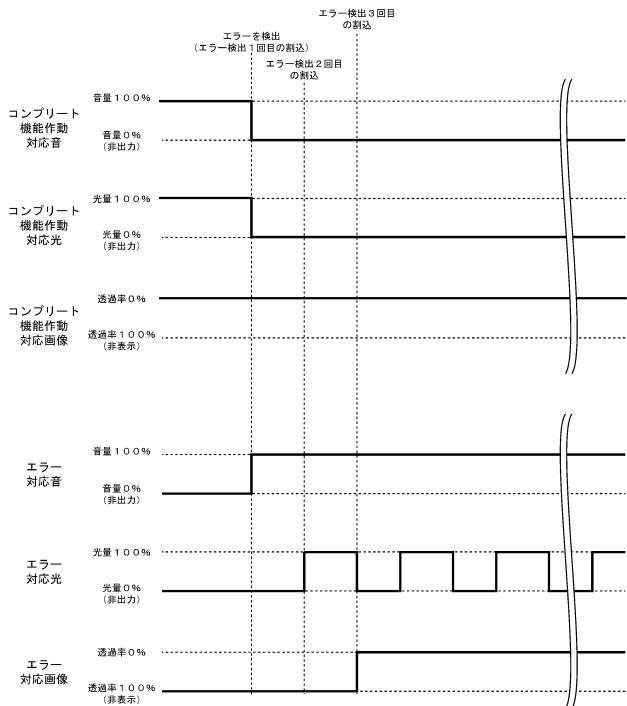 エラー検出３回目
の割込
エラーを検出
（エラー検出１回目の割込）
エラー検出２回目
の割込
コンプリート
機能作動
対応音
音量１００％
音量０％
（非出力）
コンプリート
機能作動
対応光
光量１００％
光量０％
（非出力）
コンプリート
機能作動
対応画像
透過率０％
透過率１００％
（非表示）
エラー
対応音
音量１００％
音量０％
（非出力）
エラー
対応光
光量１００％
光量０％
（非出力）
エラー
対応画像
透過率０％
透過率１００％
（非表示）